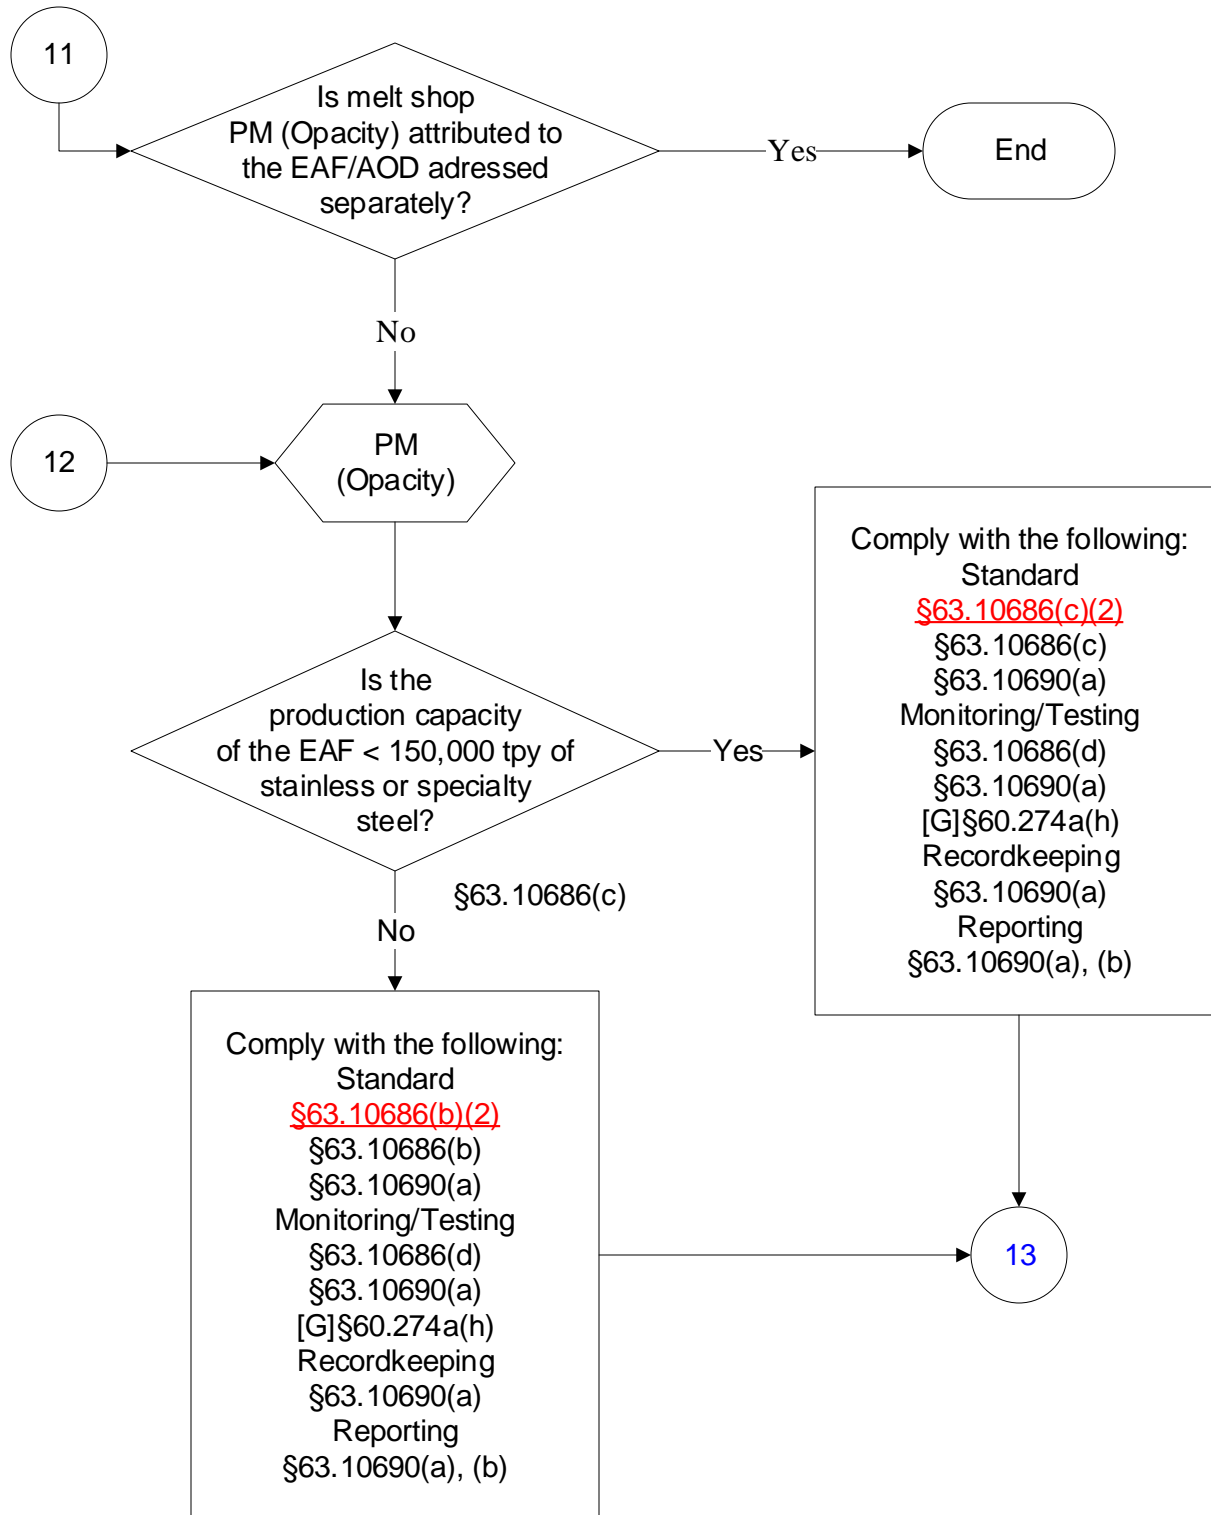 11
Is melt shop
PM (Opacity) attributed to
the EAF/AOD adressed
separately?
Yes
End
No
12
PM
(Opacity)
Is the
production capacity
of the EAF < 150,000 tpy of
stainless or specialty
steel?
Yes
§63.10686(c)
No
Comply with the following:
Standard
§63.10686(c)(2)
§63.10686(c)
§63.10690(a)
Monitoring/Testing
§63.10686(d)
§63.10690(a)
[G]§60.274a(h)
Recordkeeping
§63.10690(a)
Reporting
§63.10690(a), (b)
Comply with the following:
Standard
§63.10686(b)(2)
§63.10686(b)
§63.10690(a)
Monitoring/Testing
§63.10686(d)
§63.10690(a)
[G]§60.274a(h)
Recordkeeping
§63.10690(a)
Reporting
§63.10690(a), (b)
13